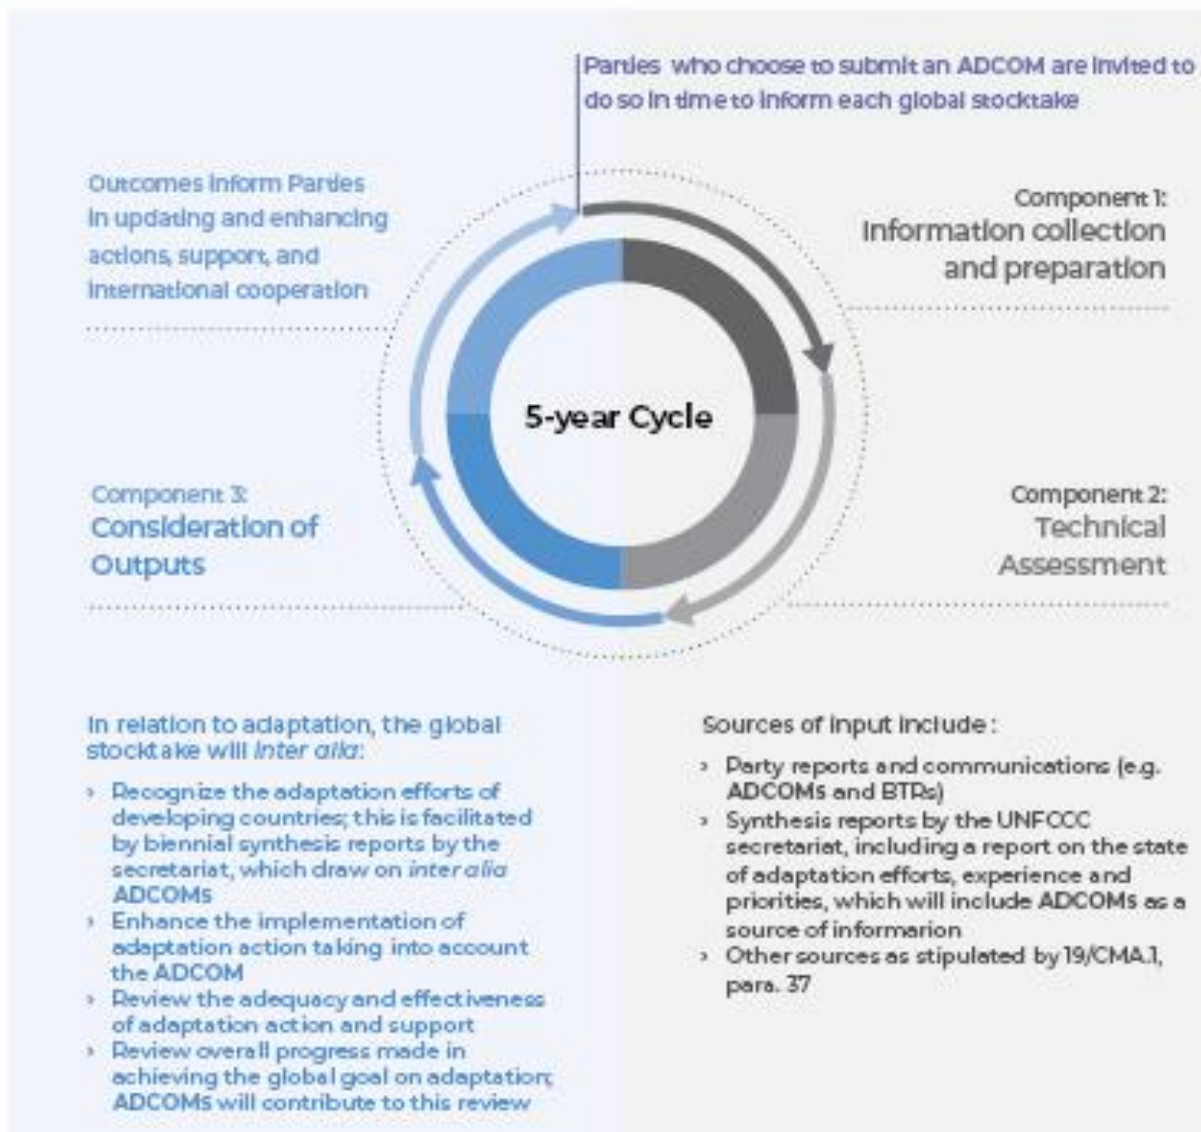 Parties who choose to submit an ADCOM are invited to
do so in time to inform each global stocktake
Outcomes inform Parties
in updating and enhancing
actions, support, and
international cooperation
Component 1:
Information collection
and preparation
5-year Cycle
Component 3:
Consideration of
Outputs
Component 2:
Technical
Assessment
In relation to adaptation, the global
stocktake will inter alia:
› Recognize the adaptation efforts of
developing countries; this is facilitated
by biennial synthesis reports by the
secretariat, which draw on inter alia
ADCOMs
› Enhance the implementation of
adaptation action taking into account
the ADCOM
› Review the adequacy and effectiveness
of adaptation action and support
› Review overall progress made in
achieving the global goal on adaptation;
ADCOMs will contribute to this review
Sources of input include :
› Party reports and communications (e.g.
ADCOMs and BTRs)
› Synthesis reports by the UNFCCC
secretariat, including a report on the state
of adaptation efforts, experience and
priorities, which will include ADCOMs as a
source of informarion
› Other sources as stipulated by 19/CMA.1,
para. 37